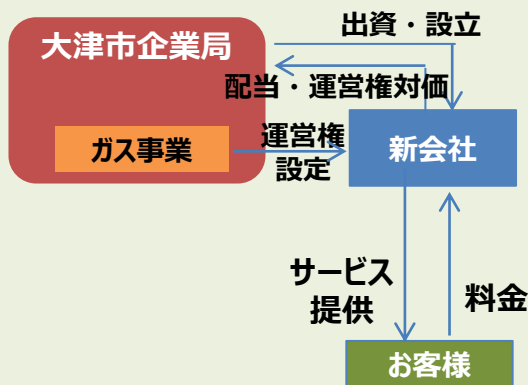 出資・設立
大津市企業局
配当・運営権対価
ガス事業
運営権
設定
新会社
サービス
提供
料金
お客様